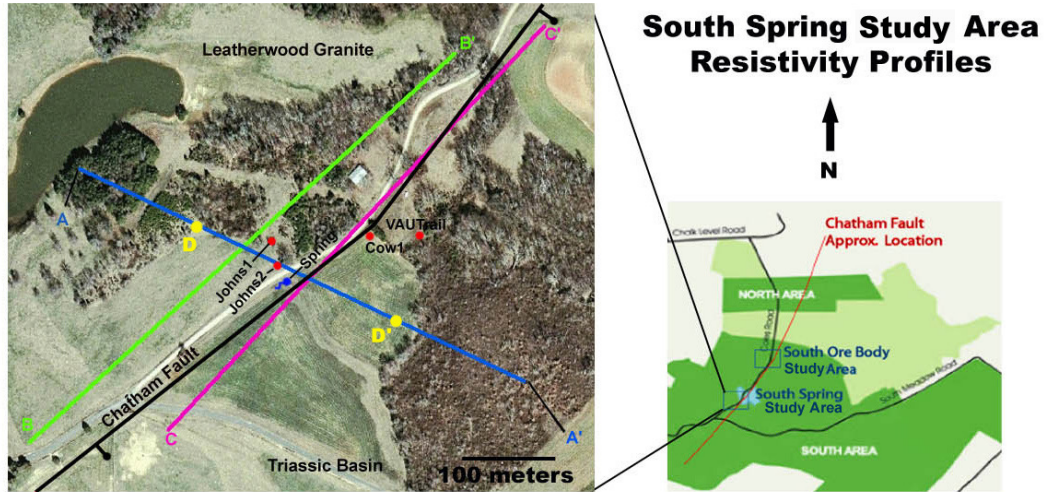 South Spring Study Area
Resistivity Profiles
N
Leatherwood Granite
B'
C'
A
D
Johns1
Johns2
Spring
VAUTrail
Cow1
D'
Chatham Fault
B
C
A'
Triassic Basin
100 meters
Chatham Fault
Approx. Location
Chalk Level Road
NORTH AREA
Coles Road
South Ore Body
Study Area
South Meadow Road
South Spring
Study Area
SOUTH AREA